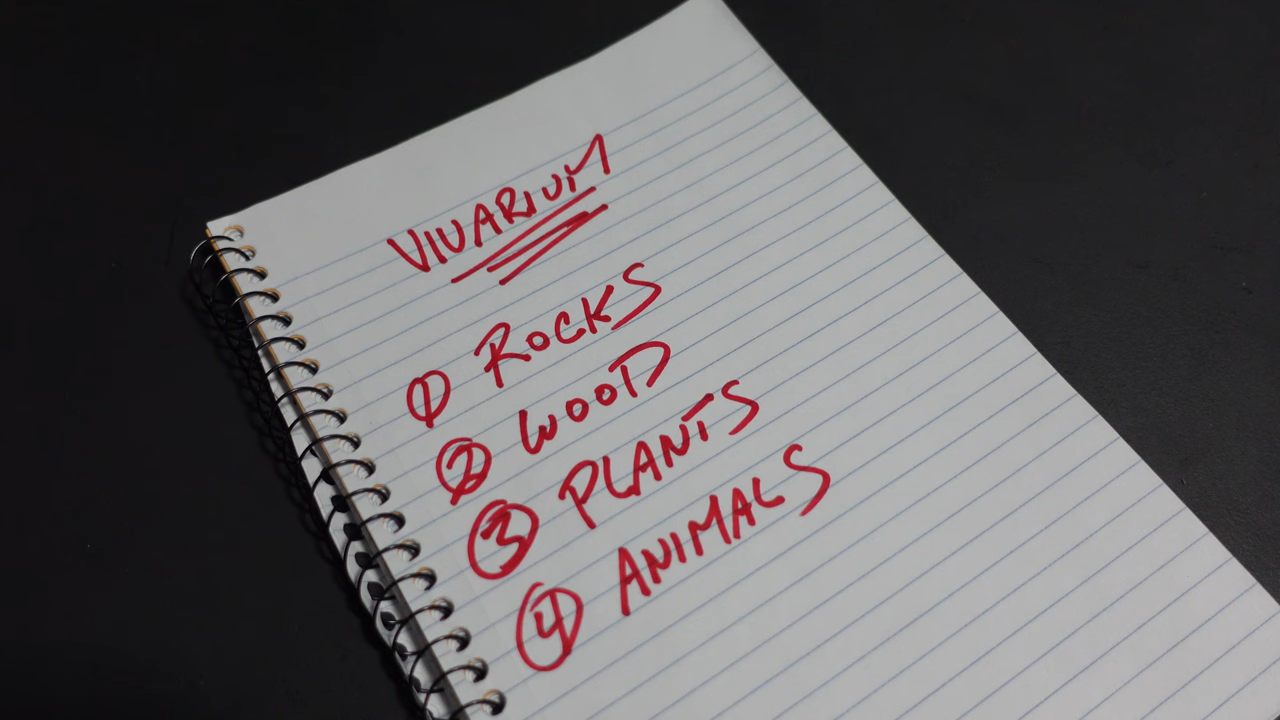 VIVARIUM
① ROCKS
② WOOD
③ PLANTS
④ ANIMALS